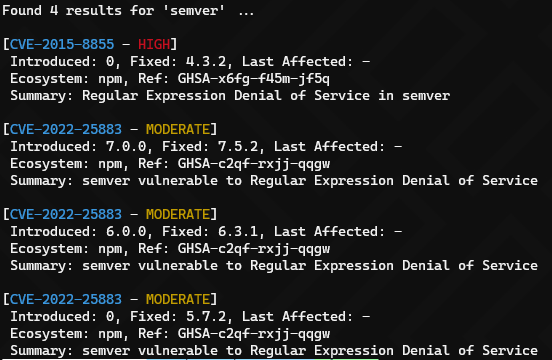 Found 4 results for 'semver' ...
[CVE-2015-8855 - HIGH]
Introduced: 0, Fixed: 4.3.2, Last Affected: -
Ecosystem: npm, Ref: GHSA-x6fg-f45m-jf5q
Summary: Regular Expression Denial of Service in semver
[CVE-2022-25883 - MODERATE]
Introduced: 7.0.0, Fixed: 7.5.2, Last Affected: -
Ecosystem: npm, Ref: GHSA-c2qf-rxjj-qqgw
Summary: semver vulnerable to Regular Expression Denial of Service
[CVE-2022-25883 - MODERATE]
Introduced: 6.0.0, Fixed: 6.3.1, Last Affected: -
Ecosystem: npm, Ref: GHSA-c2qf-rxjj-qqgw
Summary: semver vulnerable to Regular Expression Denial of Service
[CVE-2022-25883 - MODERATE]
Introduced: 0, Fixed: 5.7.2, Last Affected: -
Ecosystem: npm, Ref: GHSA-c2qf-rxjj-qqgw
Summary: semver vulnerable to Regular Expression Denial of Service